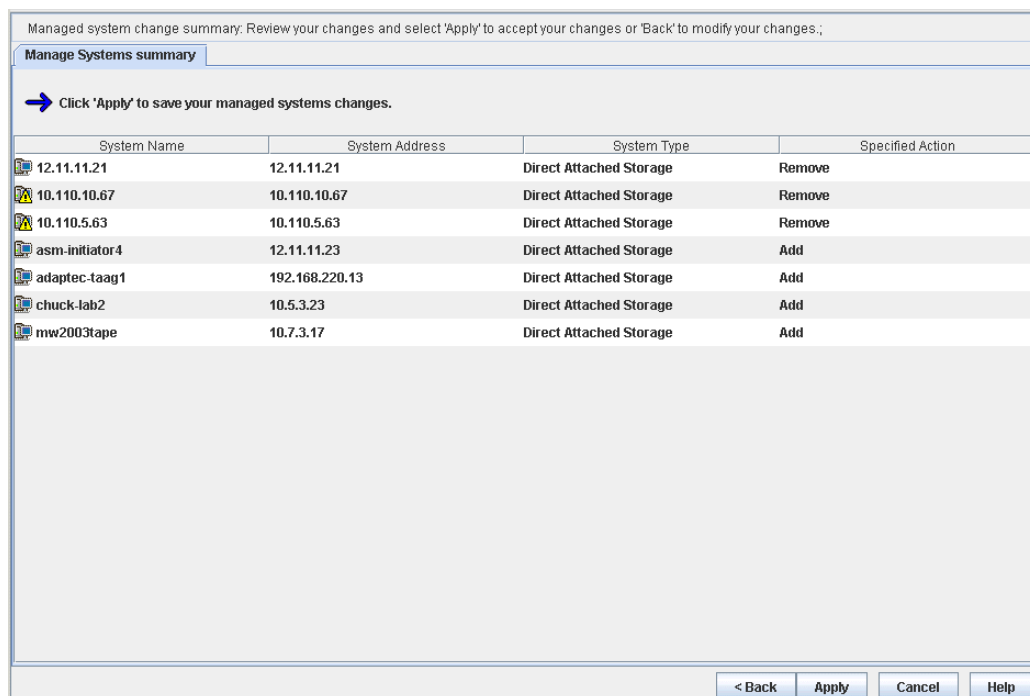 Managed system change summary: Review your changes and select 'Apply' to accept your changes or 'Back' to modify your changes.;
Manage Systems summary
Click 'Apply' to save your managed systems changes.
System Name System Address System Type Specified Action
12.11.11.21 12.11.11.21 Direct Attached Storage Remove
10.110.10.67 10.110.10.67 Direct Attached Storage Remove
10.110.5.63 10.110.5.63 Direct Attached Storage Remove
asm-initiator4 12.11.11.23 Direct Attached Storage Add
adaptec-taag1 192.168.220.13 Direct Attached Storage Add
chuck-lab2 10.5.3.23 Direct Attached Storage Add
mw2003tape 10.7.3.17 Direct Attached Storage Add
< Back Apply Cancel Help